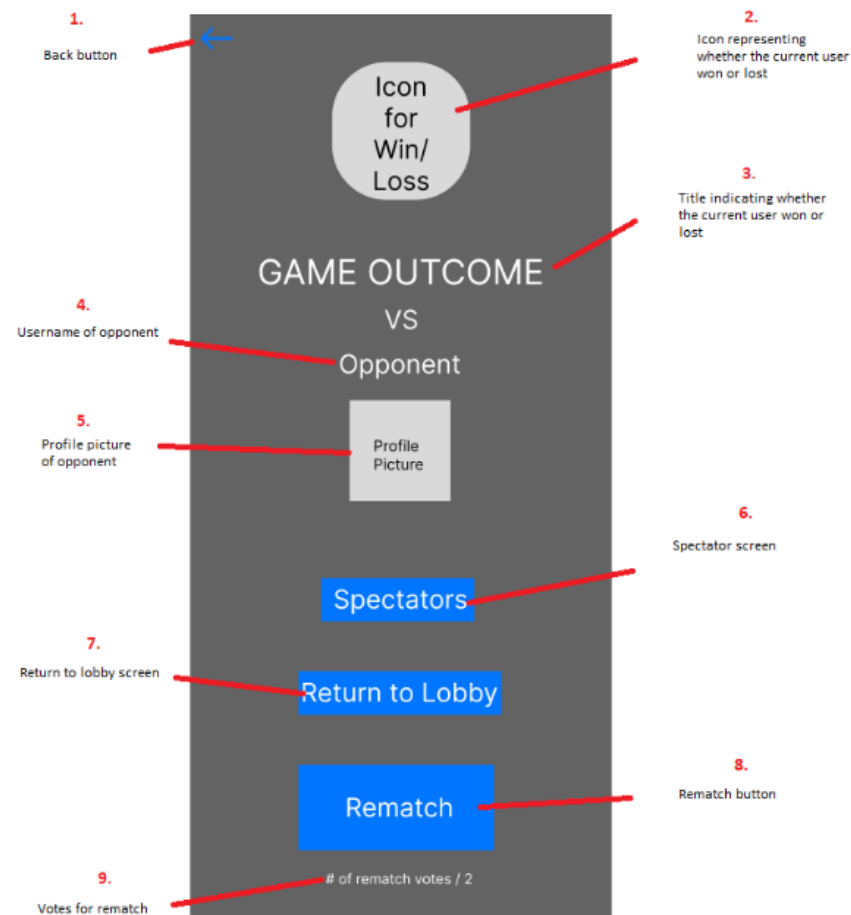 1.
Back button
2.
Icon representing
whether the current user
won or lost
Icon
for
Win/
Loss
3.
Title indicating whether
the current user won or
lost
GAME OUTCOME
VS
4.
Username of opponent
Opponent
5.
Profile picture
of opponent
Profile
Picture
6.
Spectator screen
Spectators
7.
Return to lobby screen
Return to Lobby
8.
Rematch button
Rematch
9.
Votes for rematch
# of rematch votes / 2